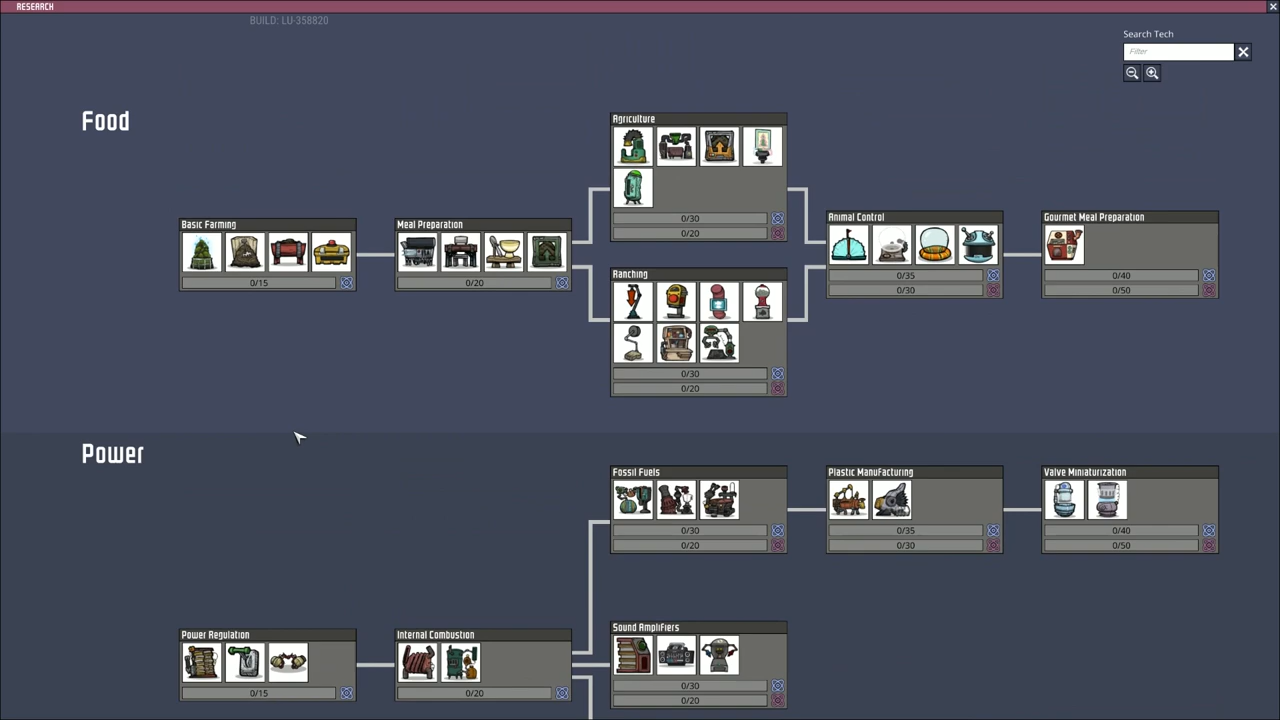 RESEARCH
BUILD: LU-358820
Search Tech
Filter
Food
Agriculture
0/30
0/20
Basic Farming
0/15
Meal Preparation
0/20
Animal Control
0/35
0/30
Gourmet Meal Preparation
0/40
0/50
Ranching
0/30
0/20
Power
Fossil Fuels
0/30
0/20
Plastic Manufacturing
0/35
0/30
Valve Miniaturization
0/40
0/50
Power Regulation
0/15
Internal Combustion
0/20
Sound Amplifiers
0/30
0/20